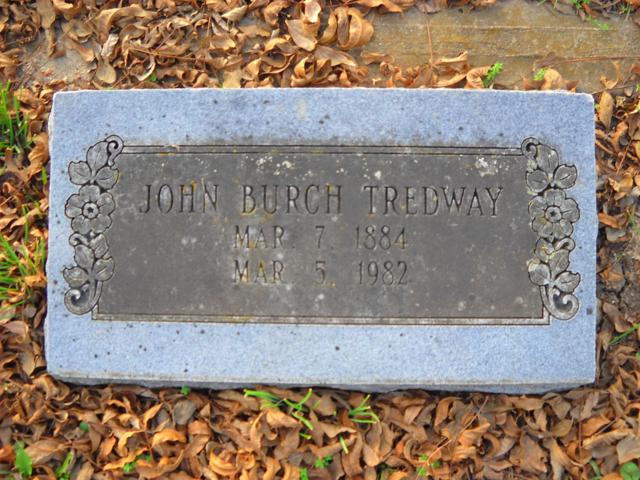 JOHN BURCH TREDWAY
MAR. 7, 1884
MAR. 5, 1982